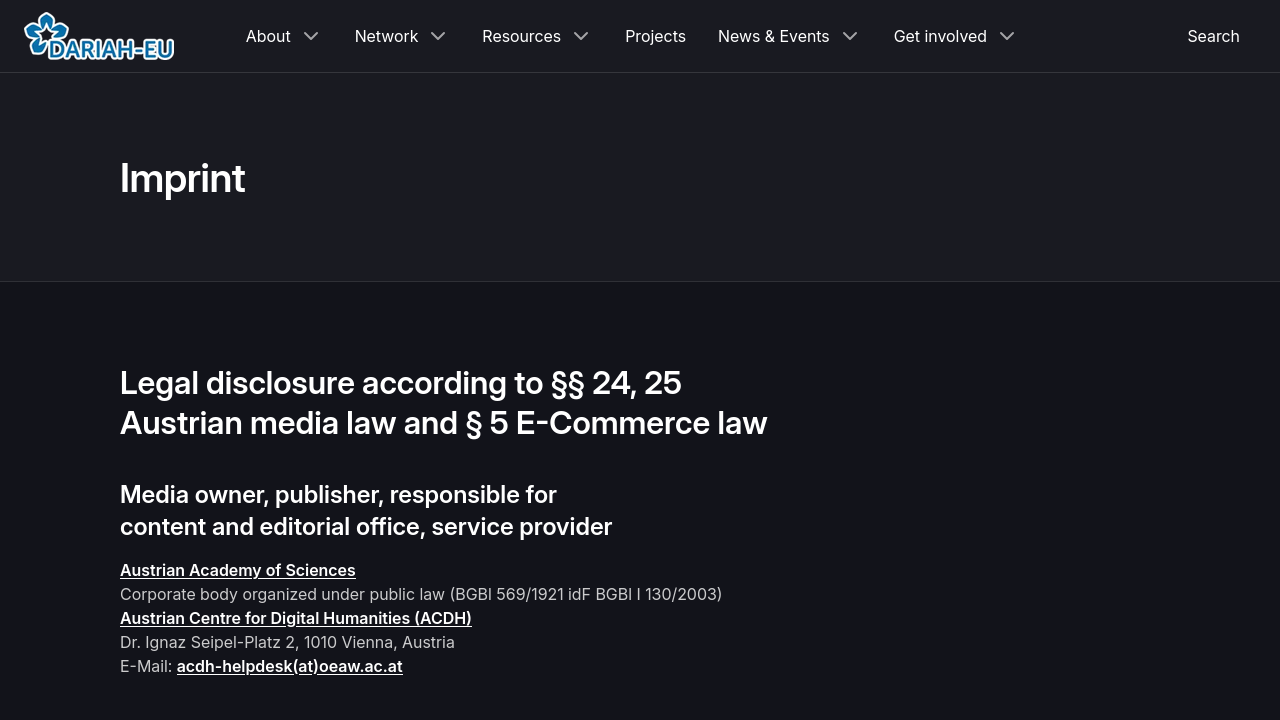 DARIAH-EU
About
Network
Resources
Projects
News & Events
Get involved
Search
Imprint
Legal disclosure according to §§ 24, 25
Austrian media law and § 5 E-Commerce law
Media owner, publisher, responsible for
content and editorial office, service provider
Austrian Academy of Sciences
Corporate body organized under public law (BGBl 569/1921 idF BGBl I 130/2003)
Austrian Centre for Digital Humanities (ACDH)
Dr. Ignaz Seipel-Platz 2, 1010 Vienna, Austria
E-Mail: acdh-helpdesk(at)oeaw.ac.at